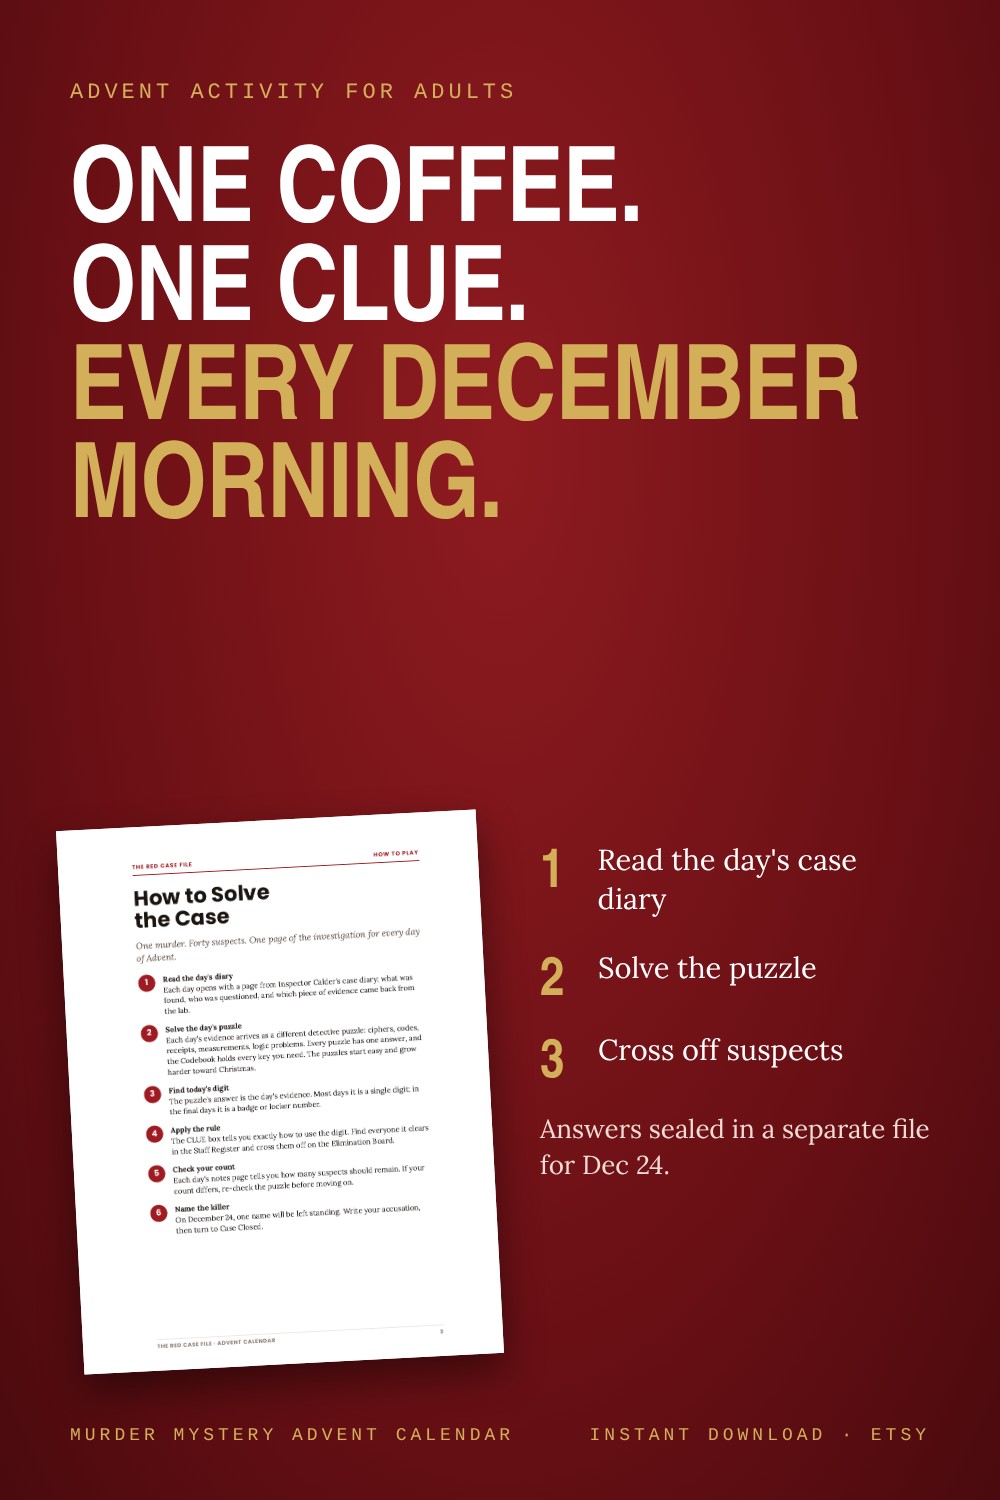 ADVENT ACTIVITY FOR ADULTS
ONE COFFEE.
ONE CLUE.
EVERY DECEMBER
MORNING.
THE RED CASE FILE
HOW TO PLAY
How to Solve
the Case
One murder. Forty suspects. One page of the investigation for every day
of Advent.
1 Read the day's diary
Each day opens with a page from Inspector Calder's case diary: what was
found, who was questioned, and which piece of evidence came back from
the lab.
2 Solve the day's puzzle
Each day's evidence arrives as a different detective puzzle: ciphers, codes,
receipts, measurements, logic problems. Every puzzle has one answer, and
the Codebook holds every key you need. The puzzles start easy and grow
harder toward Christmas.
3 Find today's digit
The puzzle's answer is the day's evidence. Most days it is a single digit; in
the final days it is a badge or locker number.
4 Apply the rule
The CLUE box tells you exactly how to use the digit. Find everyone it clears
in the Staff Register and cross them off on the Elimination Board.
5 Check your count
Each day's notes page tells you how many suspects should remain. If your
count differs, re-check the puzzle before moving on.
6 Name the killer
On December 24, one name will be left standing. Write your accusation,
then turn to Case Closed.
THE RED CASE FILE · ADVENT CALENDAR
3
1 Read the day's case
diary
2 Solve the puzzle
3 Cross off suspects
Answers sealed in a separate file
for Dec 24.
MURDER MYSTERY ADVENT CALENDAR
INSTANT DOWNLOAD · ETSY